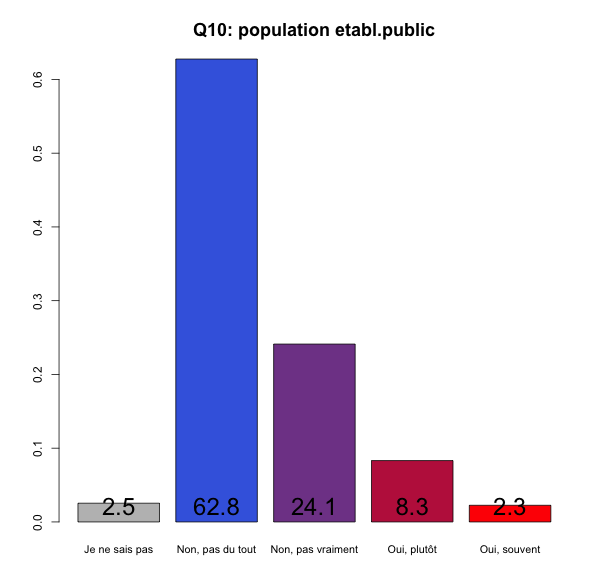 Q10: population etabl.public
0.6
0.5
0.4
0.3
0.2
0.1
0.0
2.5 62.8 24.1 8.3 2.3
Je ne sais pas Non, pas du tout Non, pas vraiment Oui, plutôt Oui, souvent